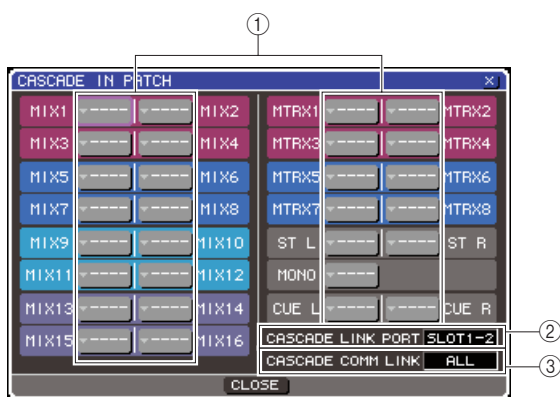 1
CASCADE IN PATCH X
MIX1 ---- ---- MIX2 MTRX1 ---- ---- MTRX2
MIX3 ---- ---- MIX4 MTRX3 ---- ---- MTRX4
MIX5 ---- ---- MIX6 MTRX5 ---- ---- MTRX6
MIX7 ---- ---- MIX8 MTRX7 ---- ---- MTRX8
MIX9 ---- ---- MIX10 ST L ---- ---- ST R
MIX11 ---- ---- MIX12 MONO ----
MIX13 ---- ---- MIX14 CUE L ---- ---- CUE R
MIX15 ---- ---- MIX16 CASCADE LINK PORT SLOT1-2 2
CASCADE COMM LINK ALL 3
CLOSE